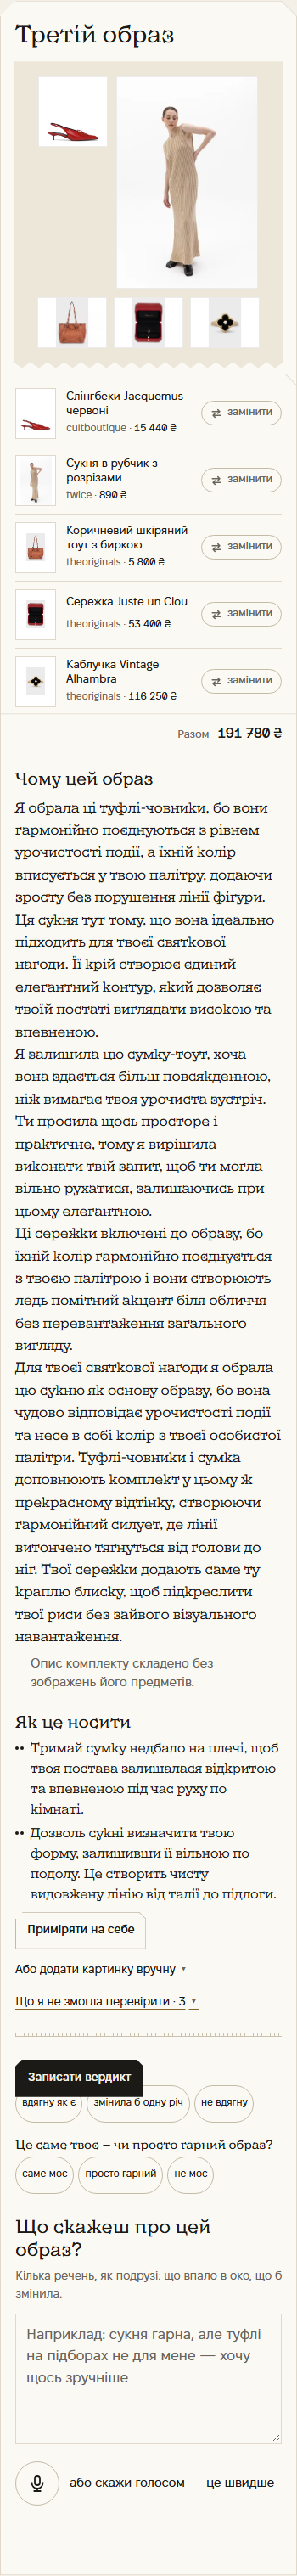 Третій образ
Слінгбеки Jacquemus
червоні
cultboutique · 15 440 ₴
замінити
Сукня в рубчик з
розрізами
twice · 890 ₴
замінити
Коричневий шкіряний
тоут з биркою
theoriginals · 5 800 ₴
замінити
Сережка Juste un Clou
theoriginals · 53 400 ₴
замінити
Каблучка Vintage
Alhambra
theoriginals · 116 250 ₴
замінити
Разом 191 780 ₴
Чому цей образ
Я обрала ці туфлі-човники, бо вони
гармонійно поєднуються з рівнем
урочистості події, а їхній колір
вписується у твою палітру, додаючи
зросту без порушення лінії фігури.
Ця сукня тут тому, що вона ідеально
підходить для твоєї святкової
нагоди. Її крій створює єдиний
елегантний контур, який дозволяє
твоїй постаті виглядати високою та
впевненою.
Я залишила цю сумку-тоут, хоча
вона здається більш повсякденною,
ніж вимагає твоя урочиста зустріч.
Ти просила щось просторе і
практичне, тому я вирішила
виконати твій запит, щоб ти могла
вільно рухатися, залишаючись при
цьому елегантною.
Ці сережки включені до образу, бо
їхній колір гармонійно поєднується
з твоєю палітрою і вони створюють
ледь помітний акцент біля обличчя
без перевантаження загального
вигляду.
Для твоєї святкової нагоди я обрала
цю сукню як основу образу, бо вона
чудово відповідає урочистості події
та несе в собі колір з твоєї особистої
палітри. Туфлі-човники і сумка
доповнюють комплект у цьому ж
прекрасному відтінку, створюючи
гармонійний силует, де лінії
витончено тягнуться від голови до
ніг. Твої сережки додають саме ту
краплю блиску, щоб підкреслити
твої риси без зайвого візуального
навантаження.
Опис комплекту складено без
зображень його предметів.
Як це носити
Тримай сумку недбало на плечі, щоб
твоя постава залишалася відкритою
та впевненою під час руху по
кімнаті.
Дозволь сукні визначити твою
форму, залишивши її вільною по
подолу. Це створить чисту
видовжену лінію від талії до підлоги.
Приміряти на себе
Або додати картинку вручну
Що я не змогла перевірити · 3
Записати вердикт
вдягну як є
змінила б одну річ
не вдягну
Це саме твоє — чи просто гарний образ?
саме моє
просто гарний
не моє
Що скажеш про цей
образ?
Кілька речень, як подрузі: що впало в око, що б
змінила.
Наприклад: сукня гарна, але туфлі
на підборах не для мене — хочу
щось зручніше
або скажи голосом — це швидше